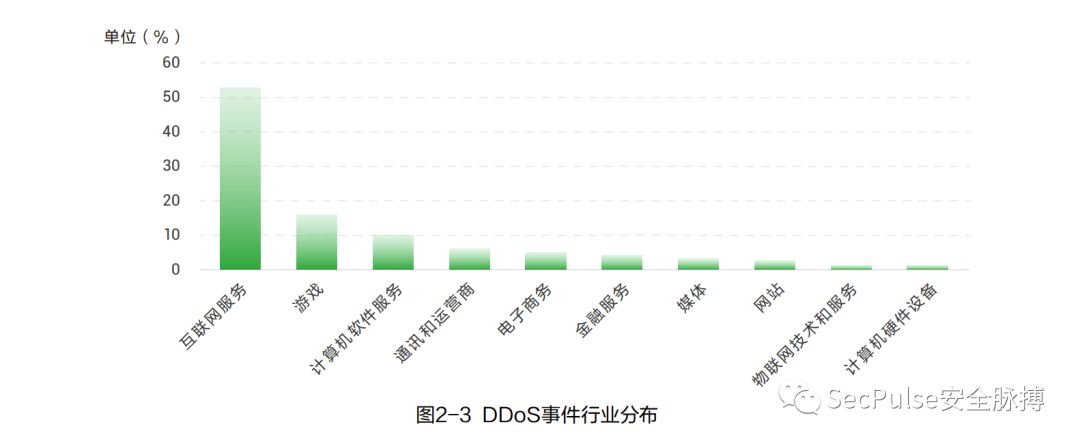 单位（%）
60
50
40
30
20
10
0
互联网服务
游戏
计算机软件服务
通讯和运营商
电子商务
金融服务
媒体
网站
物联网技术和服务
计算机硬件设备
SecPulse安全脉搏
图2-3 DDoS事件行业分布